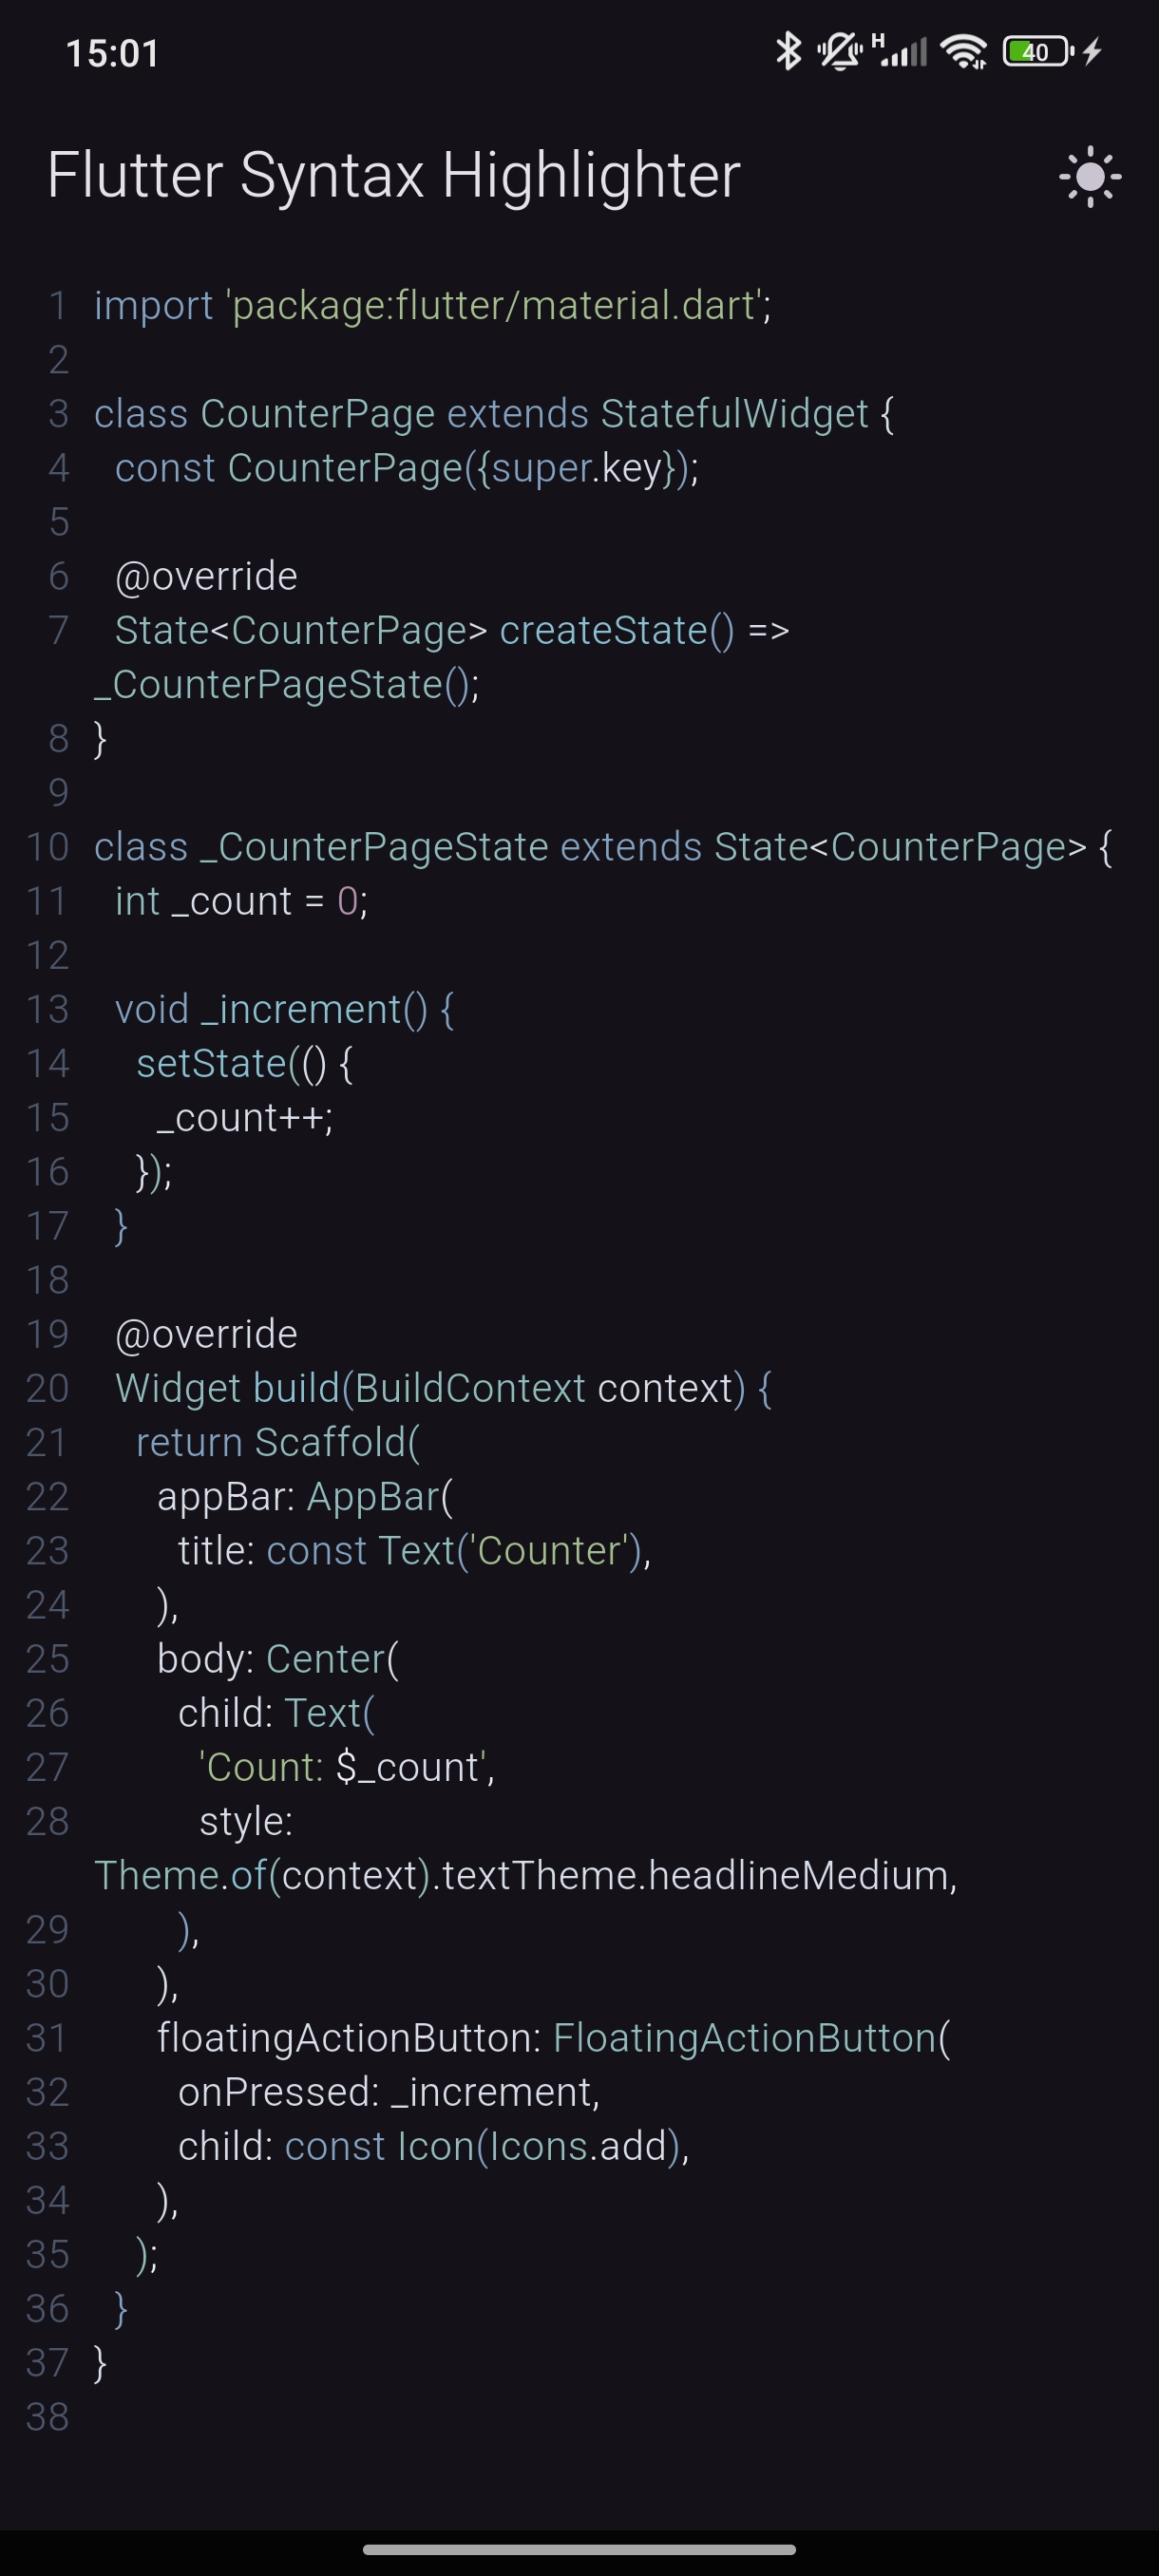 15:01
H
40
Flutter Syntax Highlighter
1 import 'package:flutter/material.dart';
2
3 class CounterPage extends StatefulWidget {
4   const CounterPage({super.key});
5
6   @override
7   State<CounterPage> createState() =>
_CounterPageState();
8 }
9
10 class _CounterPageState extends State<CounterPage> {
11   int _count = 0;
12
13   void _increment() {
14     setState(() {
15       _count++;
16     });
17   }
18
19   @override
20   Widget build(BuildContext context) {
21     return Scaffold(
22       appBar: AppBar(
23         title: const Text('Counter'),
24       ),
25       body: Center(
26         child: Text(
27           'Count: $_count',
28           style:
Theme.of(context).textTheme.headlineMedium,
29         ),
30       ),
31       floatingActionButton: FloatingActionButton(
32         onPressed: _increment,
33         child: const Icon(Icons.add),
34       ),
35     );
36   }
37 }
38